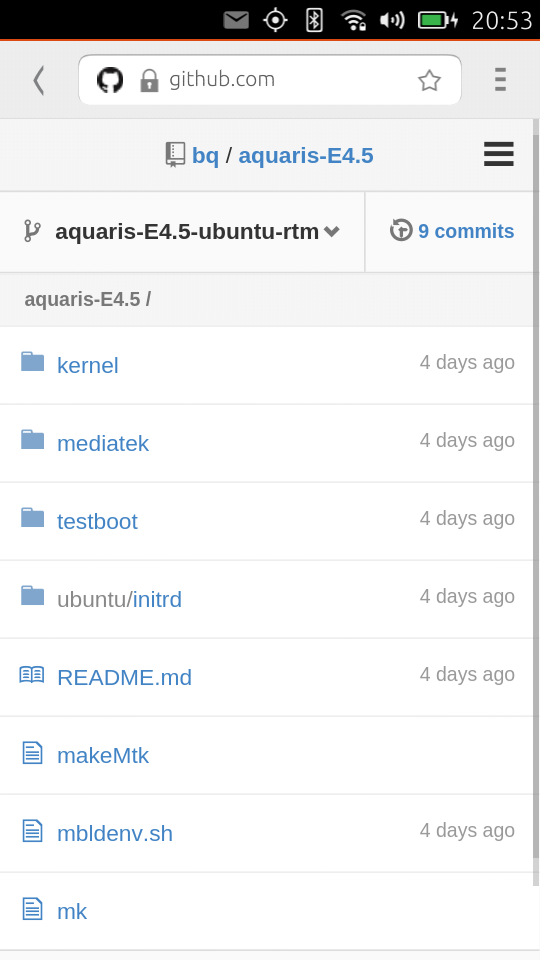 20:53
github.com
bq / aquaris-E4.5
aquaris-E4.5-ubuntu-rtm 9 commits
aquaris-E4.5 /
kernel 4 days ago
mediatek 4 days ago
testboot 4 days ago
ubuntu/initrd 4 days ago
README.md 4 days ago
makeMtk
mbldenv.sh 4 days ago
mk